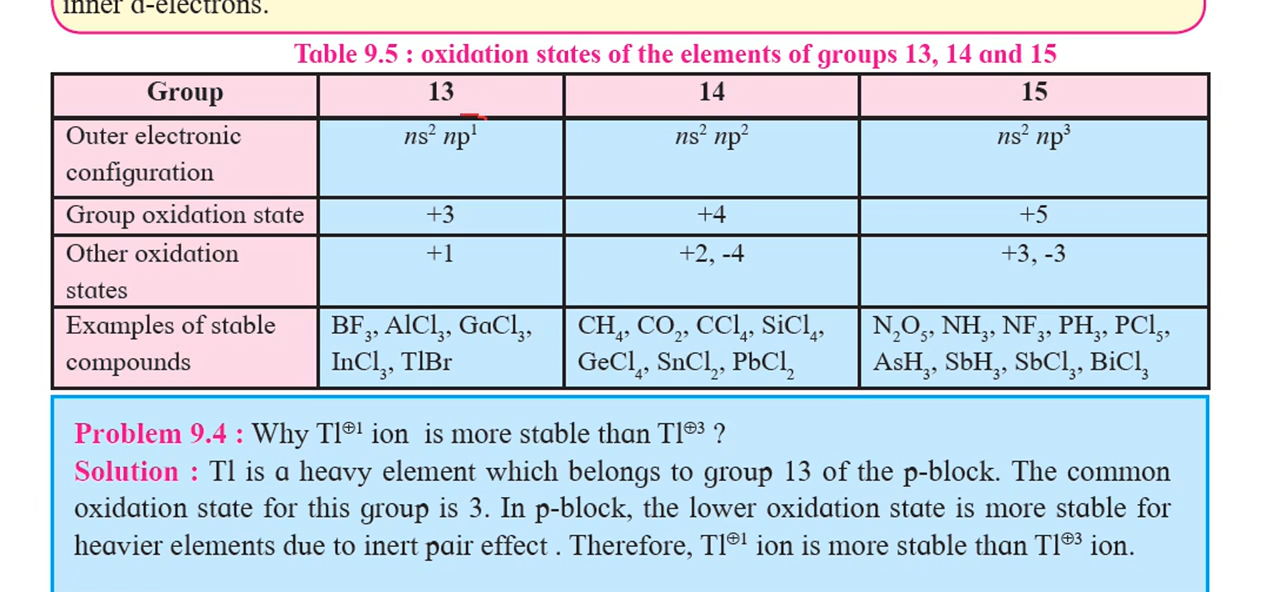 inner d-electrons.
Table 9.5 : oxidation states of the elements of groups 13, 14 and 15
Group 13 14 15
Outer electronic configuration ns² np¹ ns² np² ns² np³
Group oxidation state +3 +4 +5
Other oxidation states +1 +2, -4 +3, -3
Examples of stable compounds
BF₃, AlCl₃, GaCl₃,
InCl₃, TlBr
CH₄, CO₂, CCl₄, SiCl₄,
GeCl₄, SnCl₂, PbCl₂
N₂O₅, NH₃, NF₃, PH₃, PCl₅,
AsH₃, SbH₃, SbCl₃, BiCl₃
Problem 9.4 : Why Tl⊕¹ ion is more stable than Tl⊕³ ?
Solution : Tl is a heavy element which belongs to group 13 of the p-block. The common
oxidation state for this group is 3. In p-block, the lower oxidation state is more stable for
heavier elements due to inert pair effect . Therefore, Tl⊕¹ ion is more stable than Tl⊕³ ion.